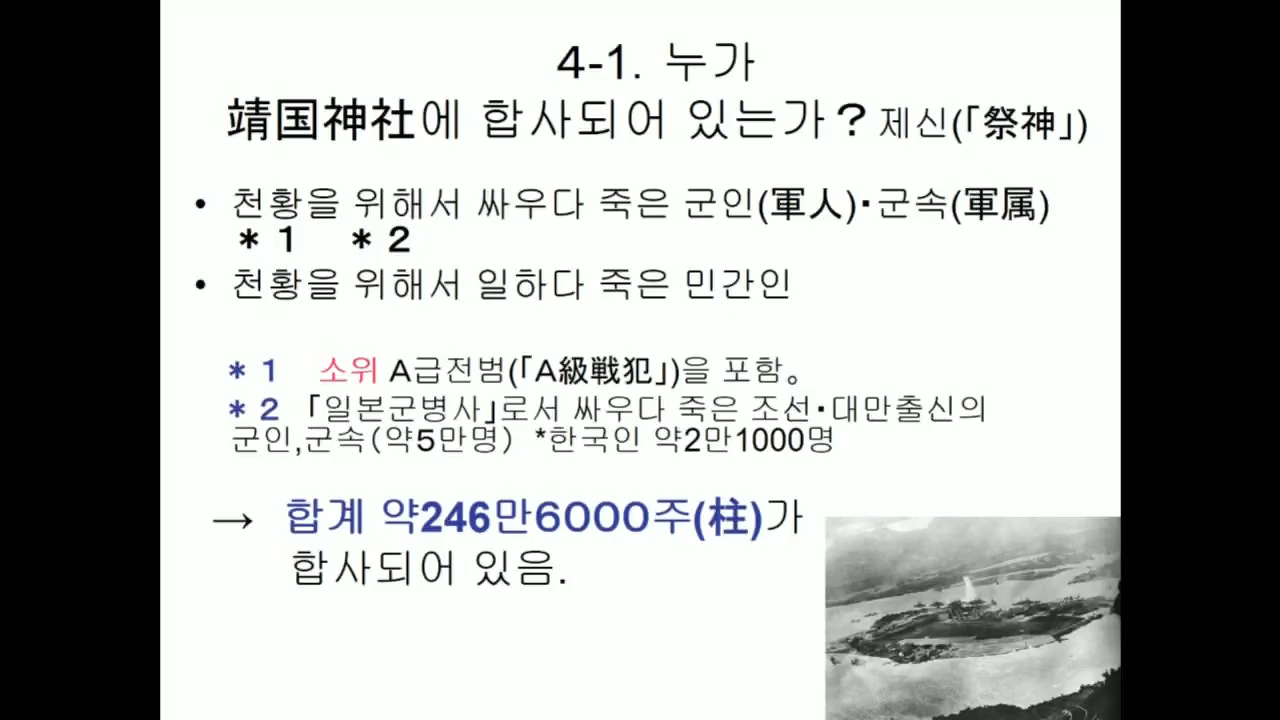 4-1. 누가
靖国神社에 합사되어 있는가？제신(「祭神」)
• 천황을 위해서 싸우다 죽은 군인(軍人)･군속(軍属)
＊１ ＊２
• 천황을 위해서 일하다 죽은 민간인
＊１ 소위 A급전범(「A級戦犯」)을 포함。
＊２ 「일본군병사」로서 싸우다 죽은 조선･대만출신의
군인,군속（약５만명） *한국인 약2만1000명
→ 합계 약246만６０００주(柱)가
합사되어 있음.